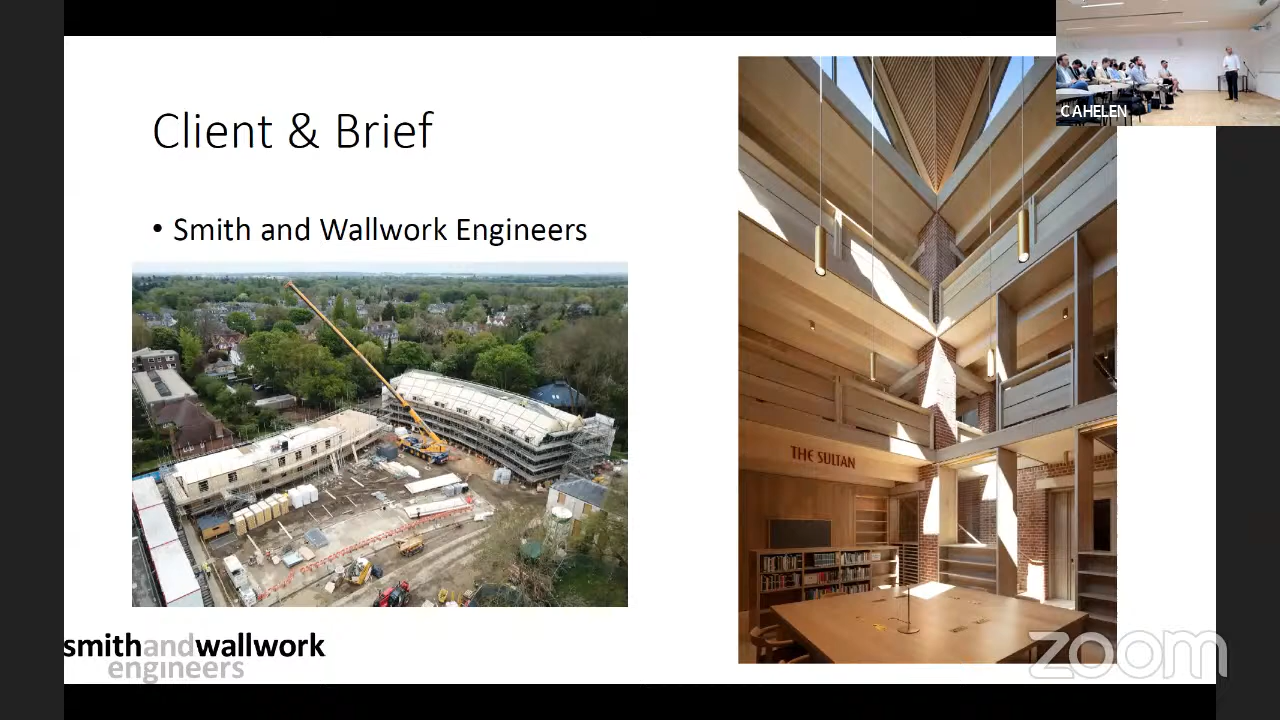 Client & Brief
• Smith and Wallwork Engineers
THE SULTAN
smithandwallwork
engineers
CAHELEN
zoom